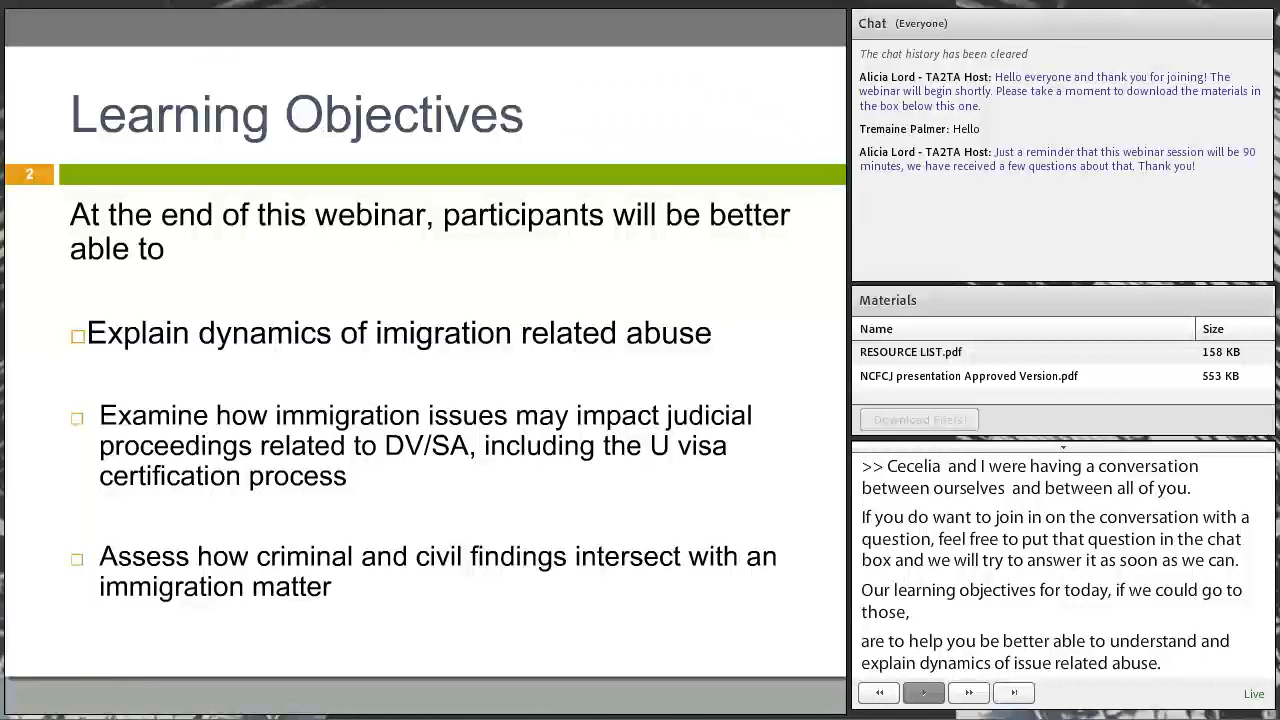 Learning Objectives
2
At the end of this webinar, participants will be better
able to
Explain dynamics of imigration related abuse
Examine how immigration issues may impact judicial
proceedings related to DV/SA, including the U visa
certification process
Assess how criminal and civil findings intersect with an
immigration matter
Chat (Everyone)
The chat history has been cleared
Alicia Lord - TA2TA Host: Hello everyone and thank you for joining! The
webinar will begin shortly. Please take a moment to download the materials in
the box below this one.
Tremaine Palmer: Hello
Alicia Lord - TA2TA Host: Just a reminder that this webinar session will be 90
minutes, we have received a few questions about that. Thank you!
Materials
Name Size
RESOURCE LIST.pdf 158 KB
NCFCJ presentation Approved Version.pdf 553 KB
Download File(s)
>> Cecelia and I were having a conversation
between ourselves and between all of you.
If you do want to join in on the conversation with a
question, feel free to put that question in the chat
box and we will try to answer it as soon as we can.
Our learning objectives for today, if we could go to
those,
are to help you be better able to understand and
explain dynamics of issue related abuse.
Live